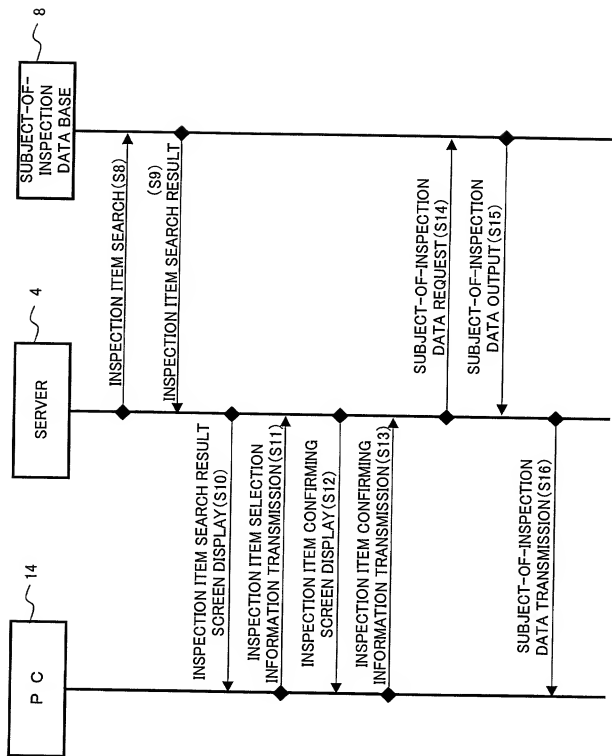 P C
14
SERVER
4
SUBJECT-OF-
INSPECTION
DATA BASE
8
INSPECTION ITEM SEARCH(S8)
(S9)
INSPECTION ITEM SEARCH RESULT
INSPECTION ITEM SEARCH RESULT
SCREEN DISPLAY(S10)
INSPECTION ITEM SELECTION
INFORMATION TRANSMISSION(S11)
INSPECTION ITEM CONFIRMING
SCREEN DISPLAY(S12)
INSPECTION ITEM CONFIRMING
INFORMATION TRANSMISSION(S13)
SUBJECT-OF-INSPECTION
DATA REQUEST(S14)
SUBJECT-OF-INSPECTION
DATA OUTPUT(S15)
SUBJECT-OF-INSPECTION
DATA TRANSMISSION(S16)